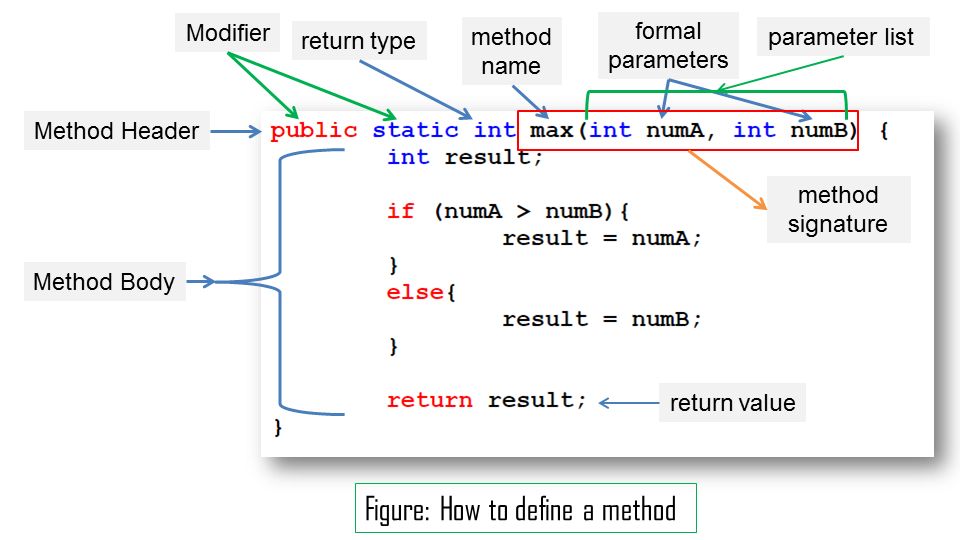 Modifier
return type
method
name
formal
parameters
parameter list
Method Header
public static int max(int numA, int numB) {
int result;
method
signature
if (numA > numB){
result = numA;
}
Method Body
else{
result = numB;
}
return result;
return value
}
Figure: How to define a method